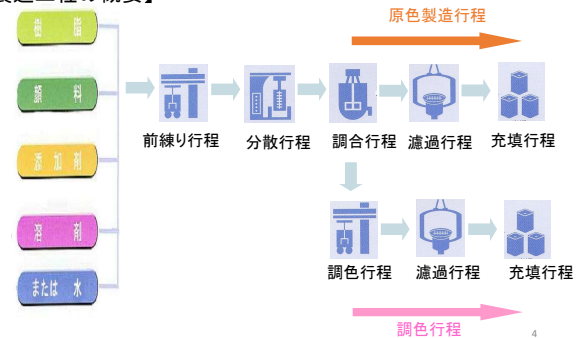 製造工程の概要】
原色製造行程
樹 脂
顔 料
添 加 剤
溶 剤
または 水
前練り行程
分散行程
調合行程
濾過行程
充填行程
調色行程
濾過行程
充填行程
調色行程
4